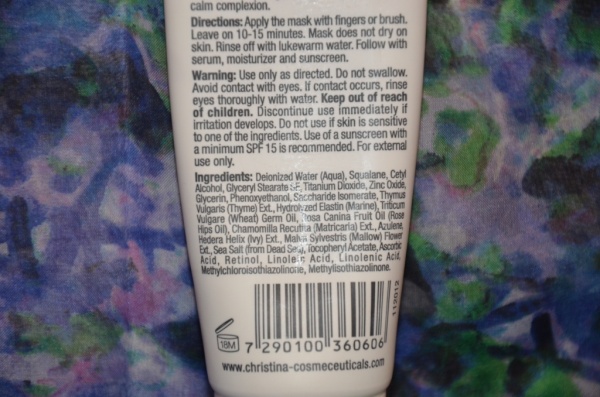 calm complexion.
Directions: Apply the mask with fingers or brush.
Leave on 10-15 minutes. Mask does not dry on
skin. Rinse off with lukewarm water. Follow with
serum, moisturizer and sunscreen.
Warning: Use only as directed. Do not swallow.
Avoid contact with eyes. If contact occurs, rinse
eyes thoroughly with water. Keep out of reach
of children. Discontinue use immediately if
irritation develops. Do not use if skin is sensitive
to one of the ingredients. Use of a sunscreen with
a minimum SPF 15 is recommended. For external
use only.
Ingredients: Deionized Water (Aqua), Squalane, Cetyl
Alcohol, Glyceryl Stearate SE, Titanium Dioxide, Zinc Oxide,
Glycerin, Phenoxyethanol, Saccharide Isomerate, Thymus
Vulgaris (Thyme) Ext., Hydrolyzed Elastin (Marine), Triticum
Vulgare (Wheat) Germ Oil, Rosa Canina Fruit Oil (Rose
Hips Oil), Chamomilla Recutita (Matricaria) Ext., Azulene,
Hedera Helix (Ivy) Ext., Malva Sylvestris (Mallow) Flower
Ext., Sea Salt (from Dead Sea), Tocopheryl Acetate, Ascorbic
Acid, Retinol, Linoleic Acid, Linolenic Acid,
Methylchloroisothiazolinone, Methylisothiazolinone.
112012
18M
7 290100 360606
www.christina-cosmeceuticals.com